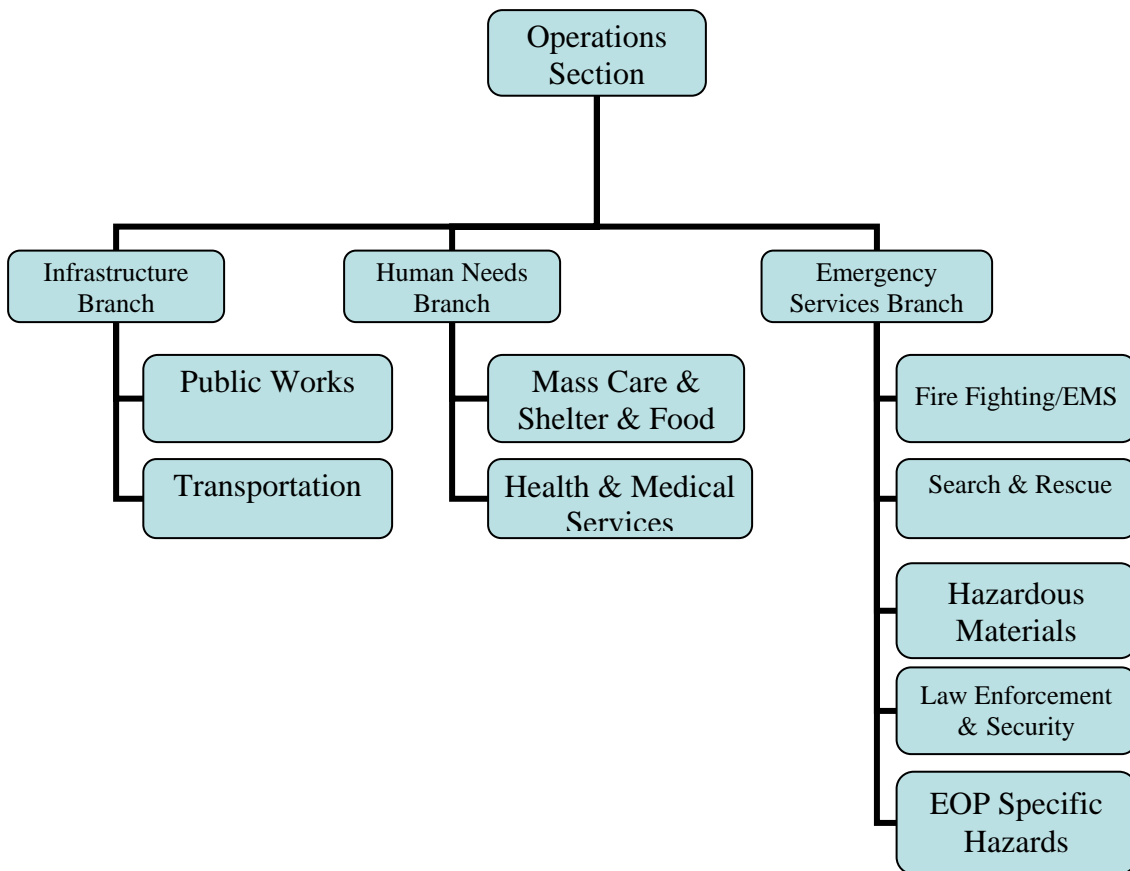 Operations
Section
Infrastructure
Branch
Human Needs
Branch
Emergency
Services Branch
Public Works
Transportation
Mass Care &
Shelter & Food
Health & Medical
Services
Fire Fighting/EMS
Search & Rescue
Hazardous
Materials
Law Enforcement
& Security
EOP Specific
Hazards